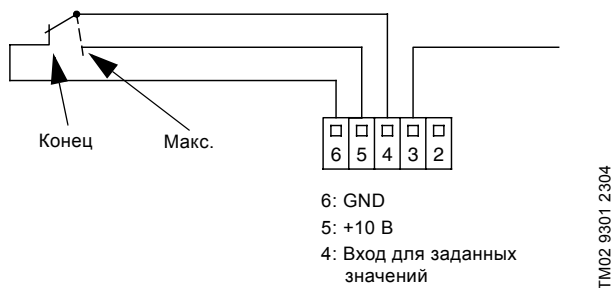 Конец
Макс.
6 5 4 3 2
6: GND
5: +10 В
4: Вход для заданных
значений
TM02 9301 2304